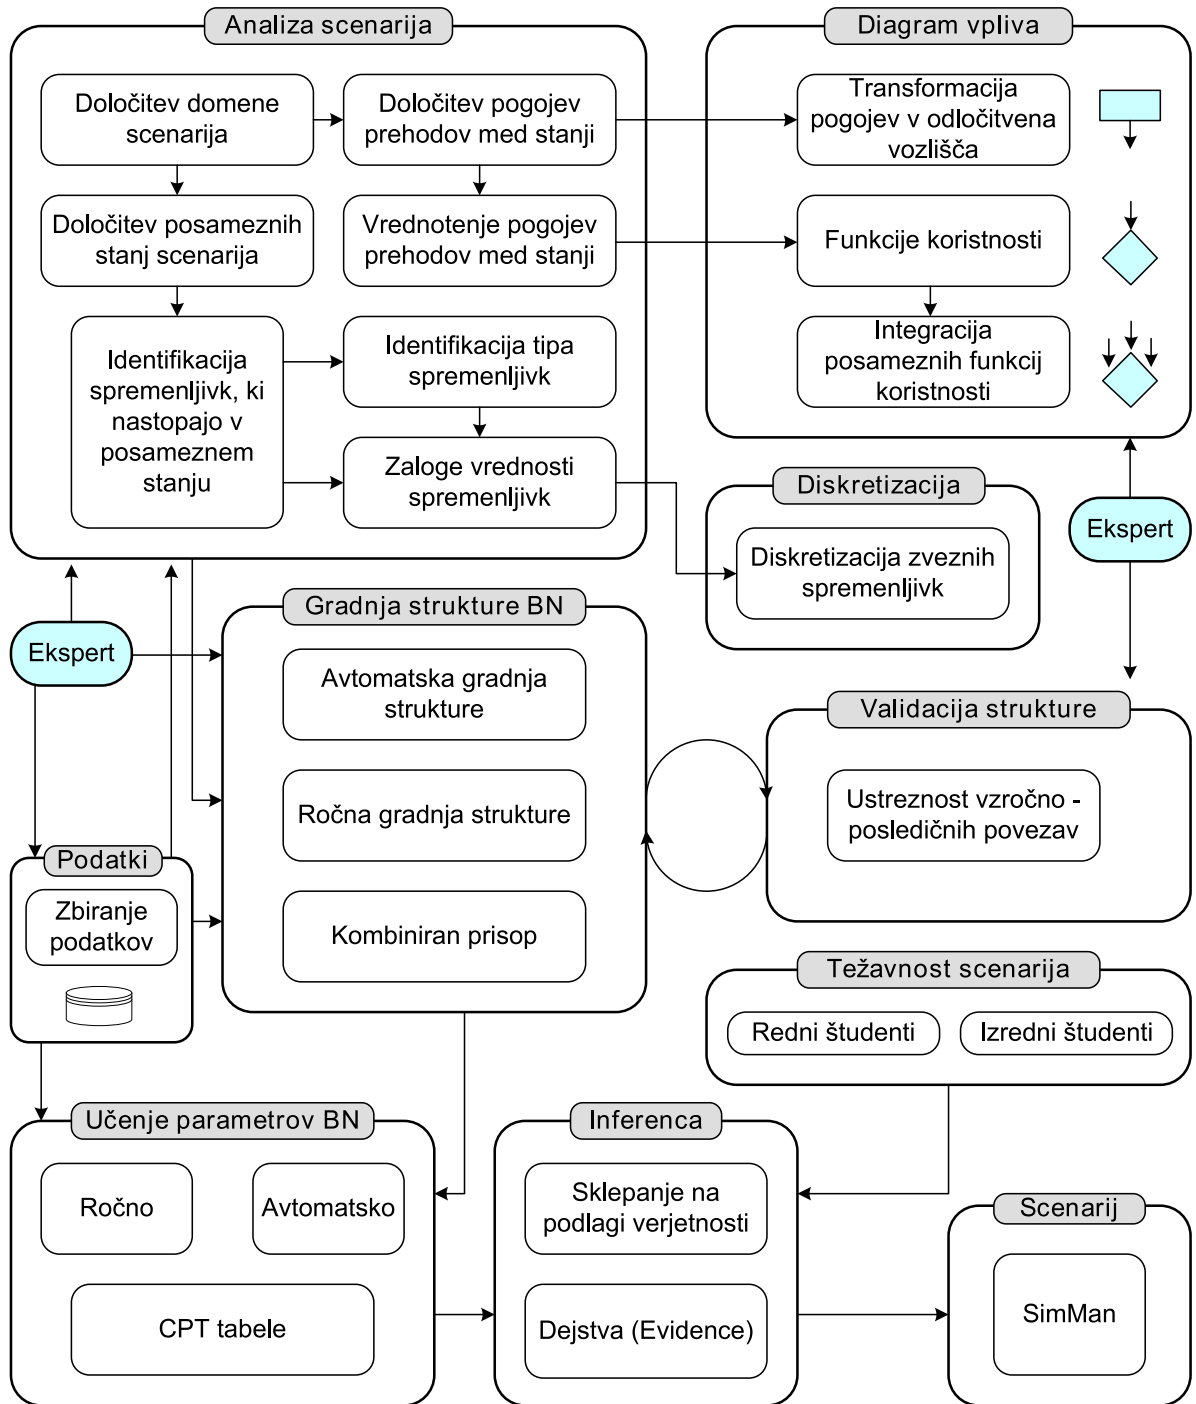 Analiza scenarija
Določitev domene
scenarija
Določitev pogojev
prehodov med stanji
Določitev posameznih
stanj scenarija
Vrednotenje pogojev
prehodov med stanji
Identifikacija
spremenljivk, ki
nastopajo v
posameznem
stanju
Identifikacija tipa
spremenljivk
Zaloge vrednosti
spremenljivk
Diagram vpliva
Transformacija
pogojev v odločitvena
vozlišča
Funkcije koristnosti
Integracija
posameznih funkcij
koristnosti
Diskretizacija
Diskretizacija zveznih
spremenljivk
Ekspert
Ekspert
Gradnja strukture BN
Avtomatska gradnja
strukture
Ročna gradnja strukture
Kombiniran prisop
Validacija strukture
Ustreznost vzročno -
posledičnih povezav
Podatki
Zbiranje
podatkov
Težavnost scenarija
Redni študenti
Izredni študenti
Učenje parametrov BN
Ročno
Avtomatsko
CPT tabele
Inferenca
Sklepanje na
podlagi verjetnosti
Dejstva (Evidence)
Scenarij
SimMan